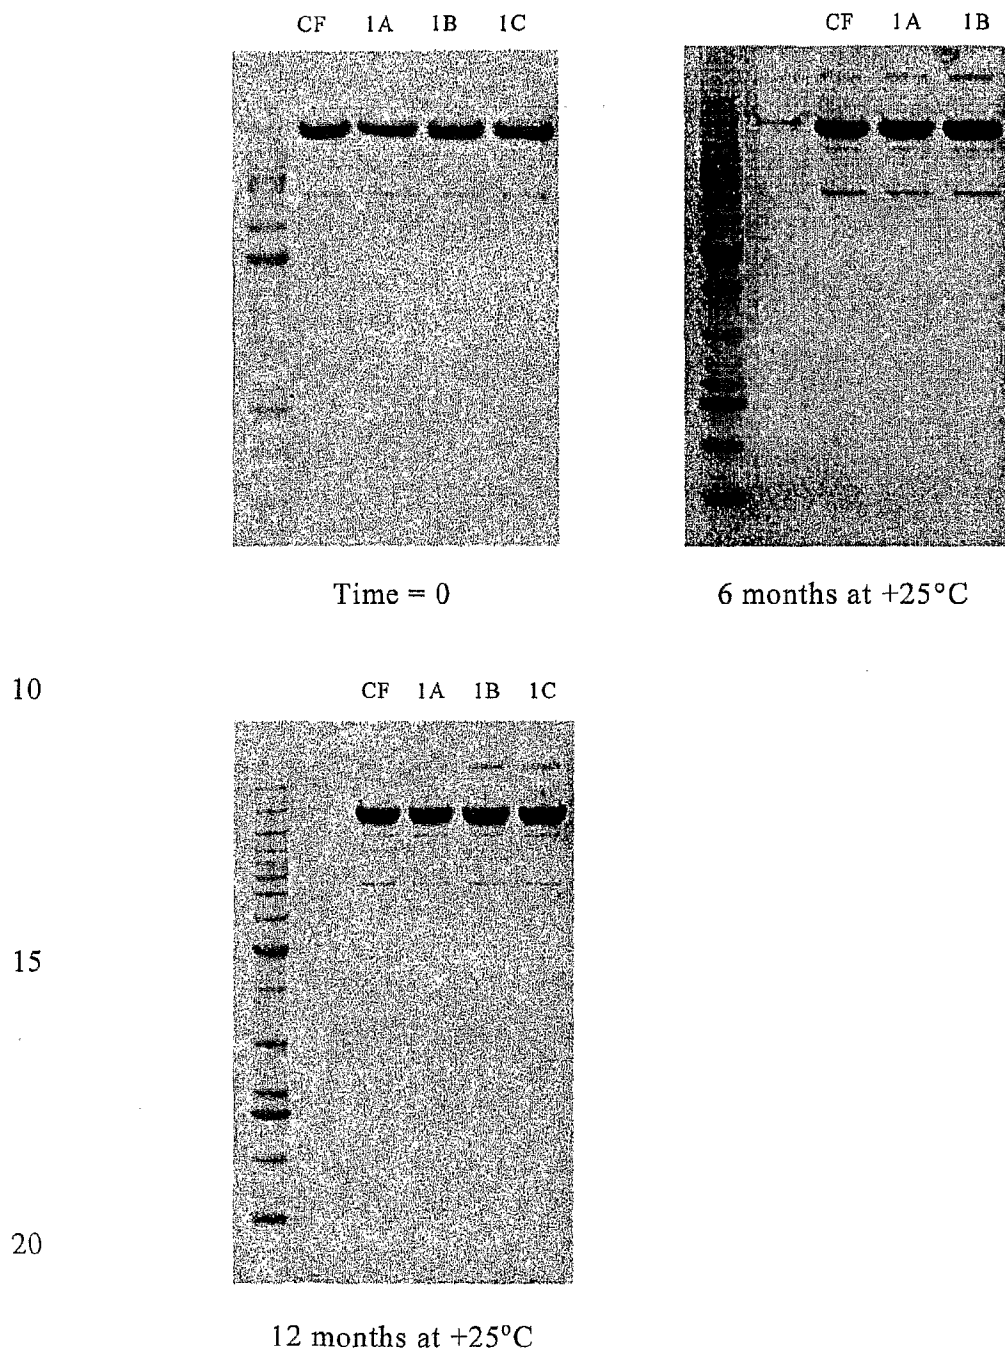 CF 1A 1B 1C
CF 1A 1B
Time = 0
6 months at +25°C
10
CF 1A 1B 1C
15
20
12 months at +25°C